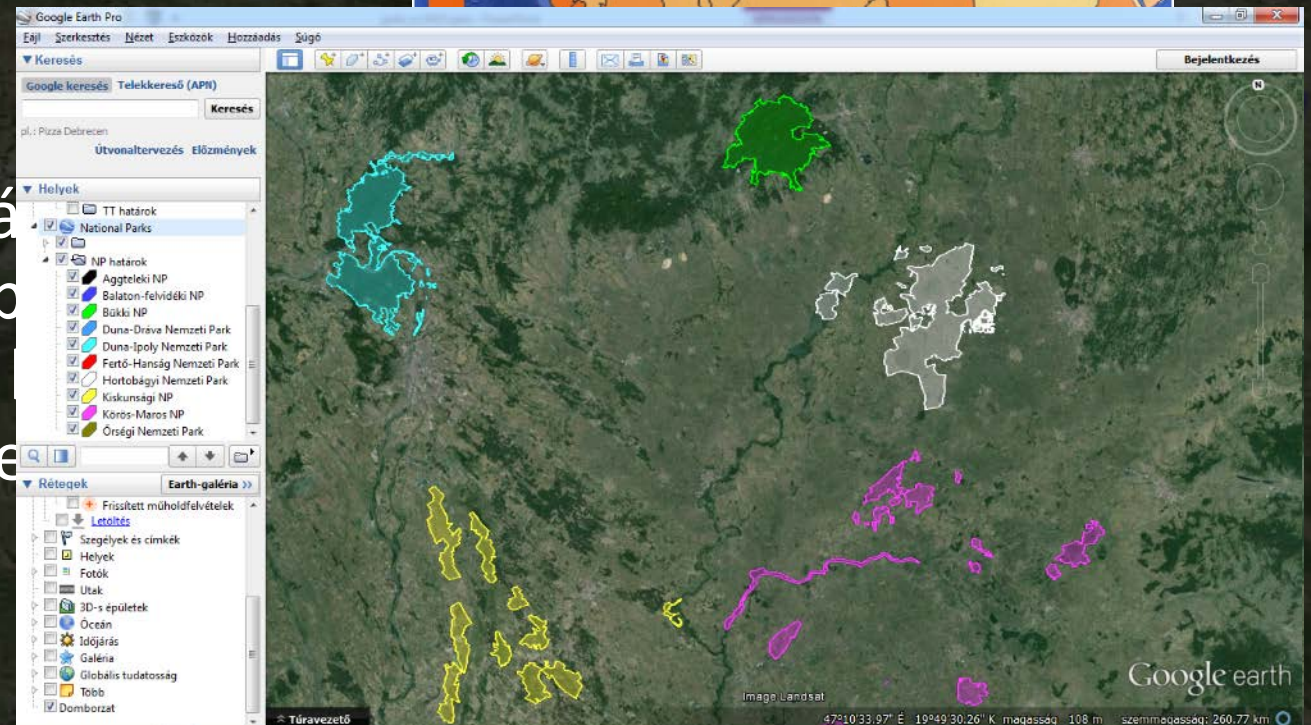 Google Earth Pro
Fájl Szerkesztés Nézet Eszközök Hozzáadás Súgó
Keresés
Google keresés Telekkereső (APN)
Keresés
pl.: Pizza Debrecen
Útvonaltervezés Előzmények
Helyek
TT határok
National Parks
NP határok
Aggteleki NP
Balaton-felvidéki NP
Bükki NP
Duna-Dráva Nemzeti Park
Duna-Ipoly Nemzeti Park
Fertő-Hanság Nemzeti Park
Hortobágyi Nemzeti Park
Kiskunsági NP
Körös-Maros NP
Őrségi Nemzeti Park
Rétegek Earth-galéria >>
Frissített műholdfelvételek
Letöltés
Szegélyek és címkék
Helyek
Fotók
Utak
3D-s épületek
Óceán
Időjárás
Galéria
Globális tudatosság
Több
Domborzat
Bejelentkezés
N
Image Landsat
Google earth
Túravezető
47°10'33.97" É 19°49'30.26" K magasság 108 m szemmagasság: 260.77 km